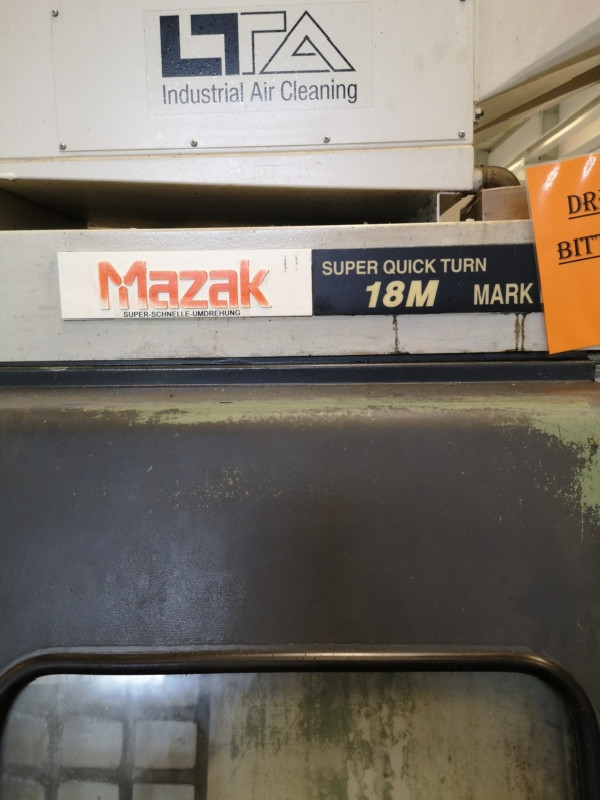 LTA
Industrial Air Cleaning
DR
BITT
Mazak
SUPER-SCHNELLE-UMDREHUNG
SUPER QUICK TURN
18M MARK